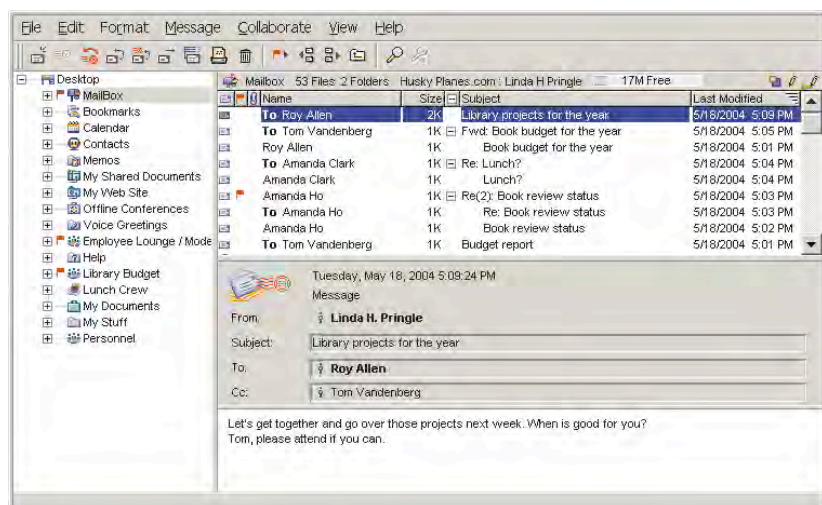 File Edit Format Message Collaborate View Help
Desktop
MailBox
Bookmarks
Calendar
Contacts
Memos
My Shared Documents
My Web Site
Offline Conferences
Voice Greetings
Employee Lounge / Mode
Help
Library Budget
Lunch Crew
My Documents
My Stuff
Personnel
Mailbox 53 Files 2 Folders Husky Planes.com : Linda H Pringle 17M Free
Name Size Subject Last Modified
To Roy Allen 2K Library projects for the year 5/18/2004 5:09 PM
To Tom Vandenberg 1K Fwd: Book budget for the year 5/18/2004 5:05 PM
Roy Allen 1K Book budget for the year 5/18/2004 5:01 PM
To Amanda Clark 1K Re: Lunch? 5/18/2004 5:04 PM
Amanda Clark 1K Lunch? 5/18/2004 5:04 PM
Amanda Ho 1K Re(2): Book review status 5/18/2004 5:03 PM
To Amanda Ho 1K Re: Book review status 5/18/2004 5:03 PM
Amanda Ho 1K Book review status 5/18/2004 5:02 PM
To Tom Vandenberg 1K Budget report 5/18/2004 5:01 PM
Tuesday, May 18, 2004 5:09:24 PM
Message
From: Linda H. Pringle
Subject: Library projects for the year
To: Roy Allen
Cc: Tom Vandenberg
Let's get together and go over those projects next week. When is good for you?
Tom, please attend if you can.